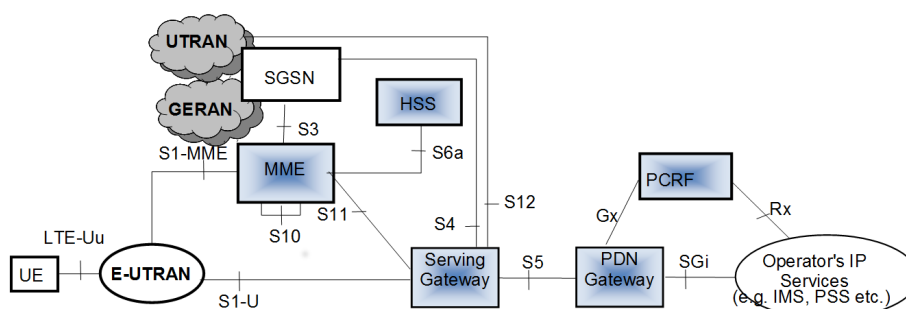 UTRAN
SGSN
GERAN
HSS
S3
S1-MME
S6a
MME
PCRF
S10
S11
S4
S12
Gx
Rx
LTE-Uu
UE
E-UTRAN
S1-U
Serving
Gateway
S5
PDN
Gateway
SGi
Operator's IP
Services
(e.g. IMS, PSS etc.)